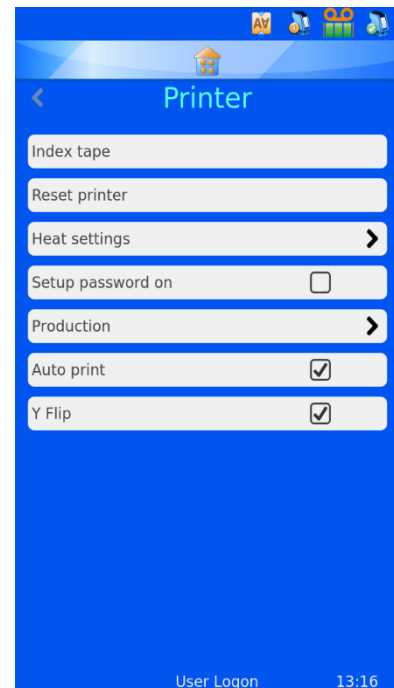 Printer
Index tape
Reset printer
Heat settings
Setup password on
Production
Auto print
Y Flip
User Logon 13:16